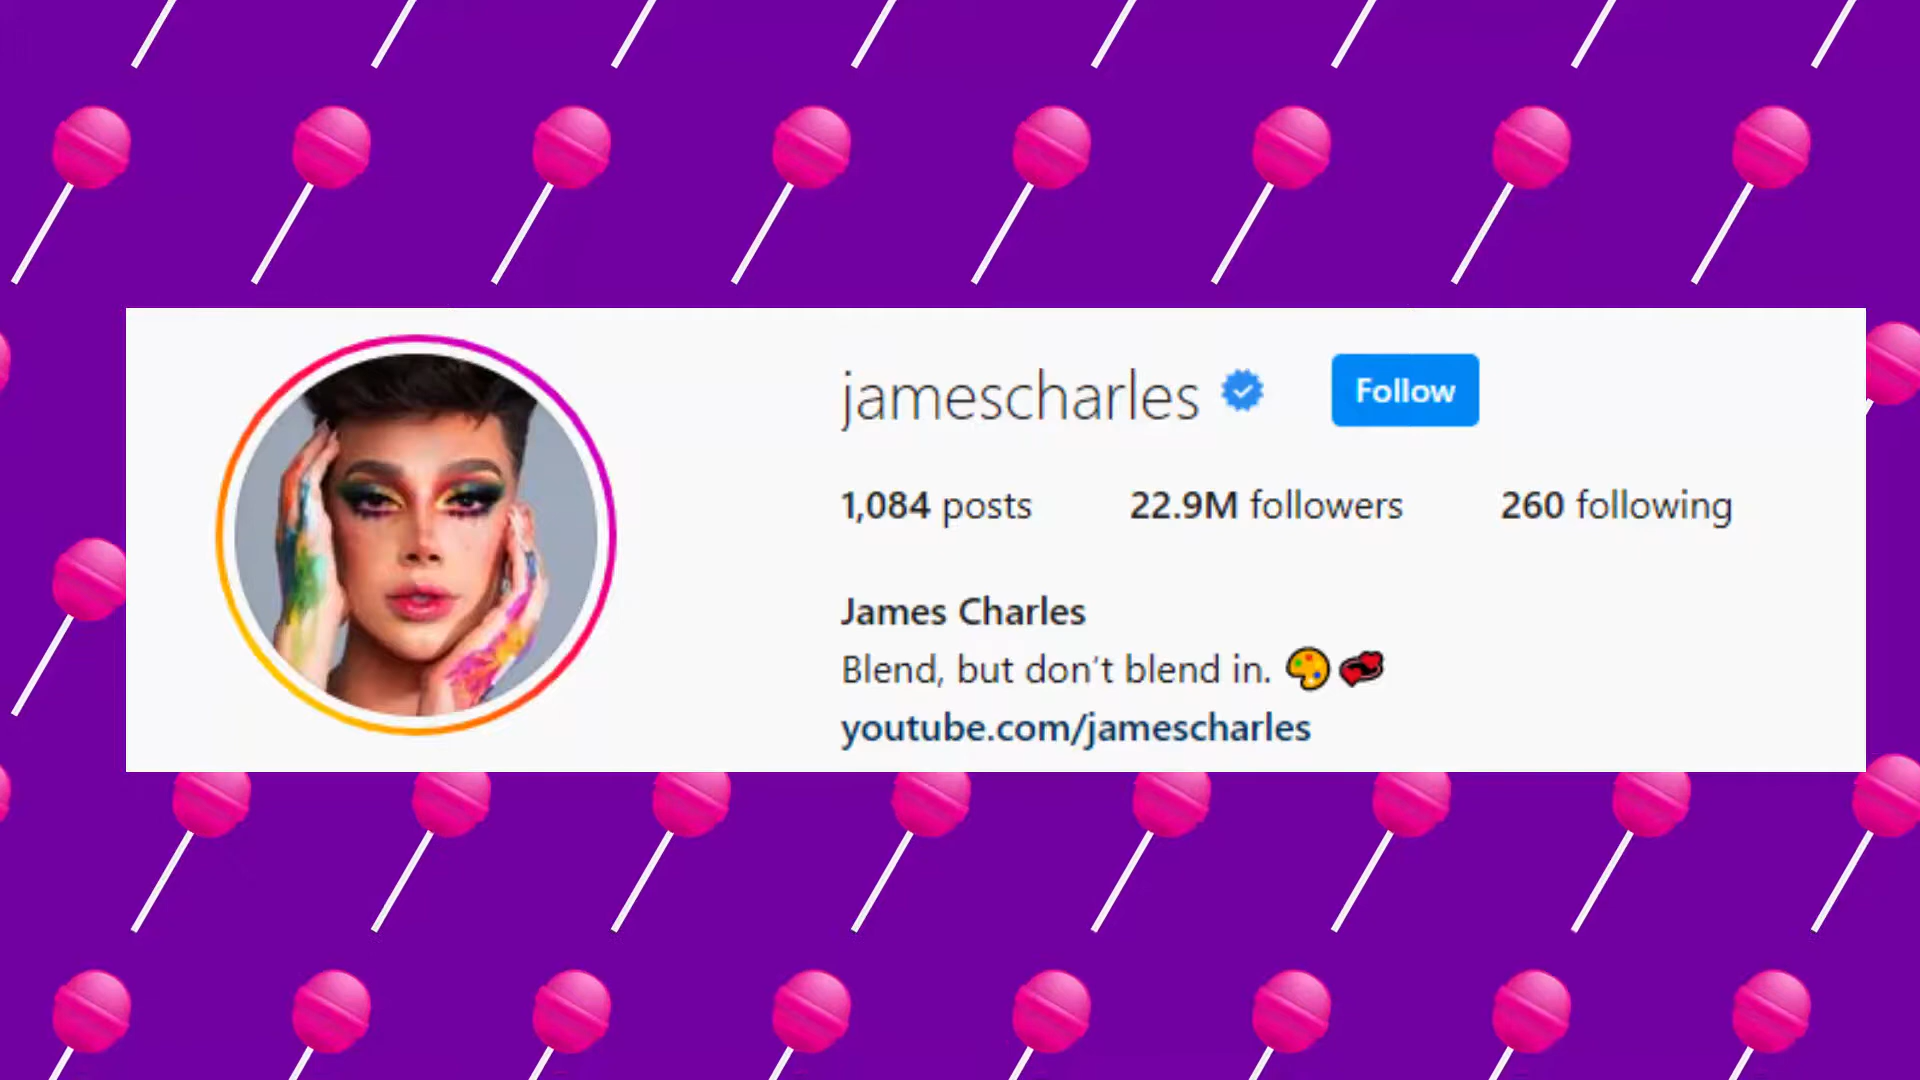 jamescharles Follow
1,084 posts 22.9M followers 260 following
James Charles
Blend, but don’t blend in. 🎨💞
youtube.com/jamescharles